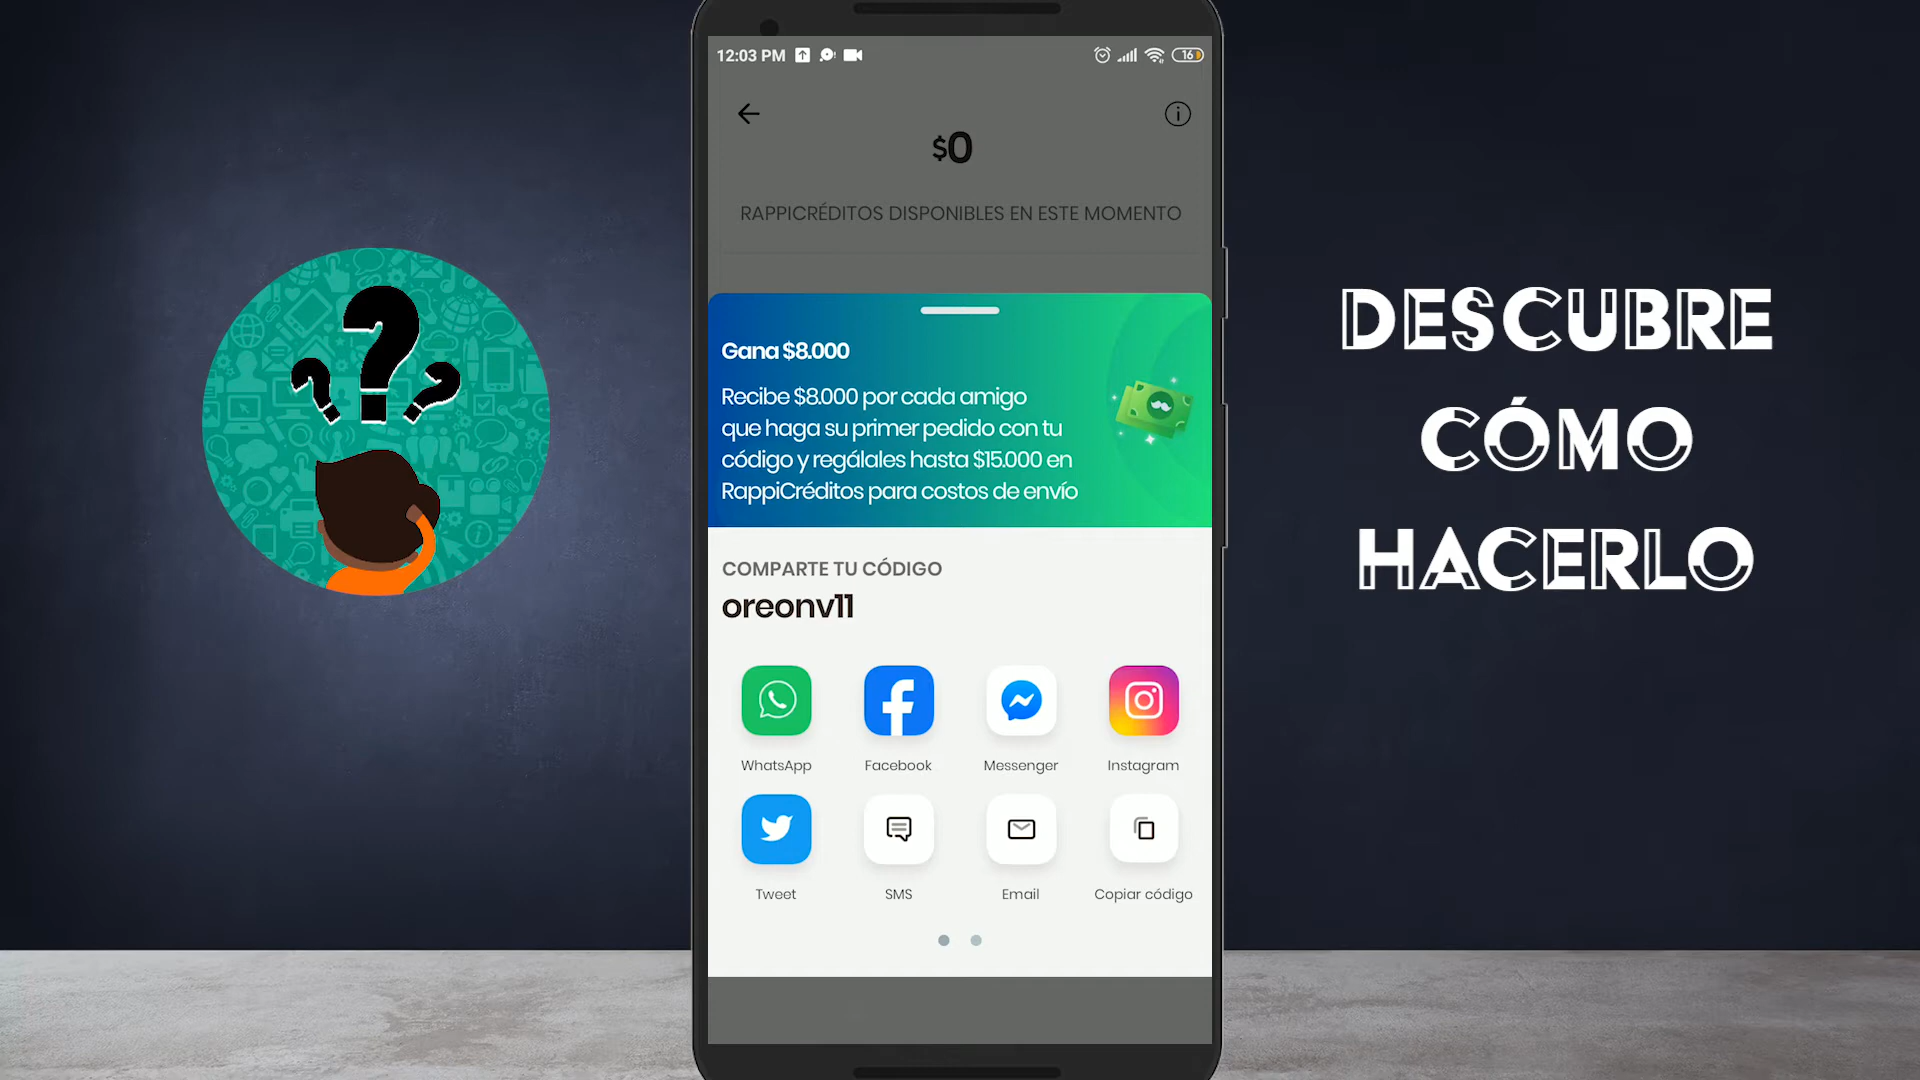 12:03 PM
16
$0
RAPPICRÉDITOS DISPONIBLES EN ESTE MOMENTO
Gana $8.000
Recibe $8.000 por cada amigo
que haga su primer pedido con tu
código y regálales hasta $15.000 en
RappiCréditos para costos de envío
COMPARTE TU CÓDIGO
oreonv11
WhatsApp
Facebook
Messenger
Instagram
Tweet
SMS
Email
Copiar código
DESCUBRE
CÓMO
HACERLO